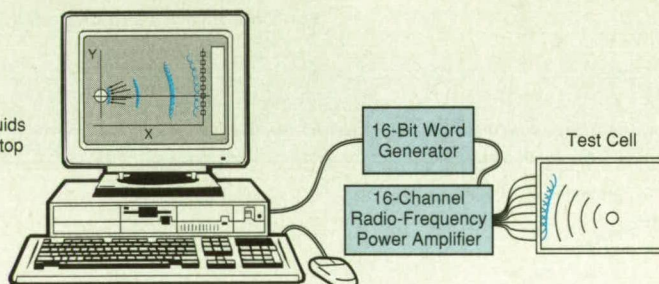 Y
X
uids
top
16-Bit Word
Generator
16-Channel
Radio-Frequency
Power Amplifier
Test Cell